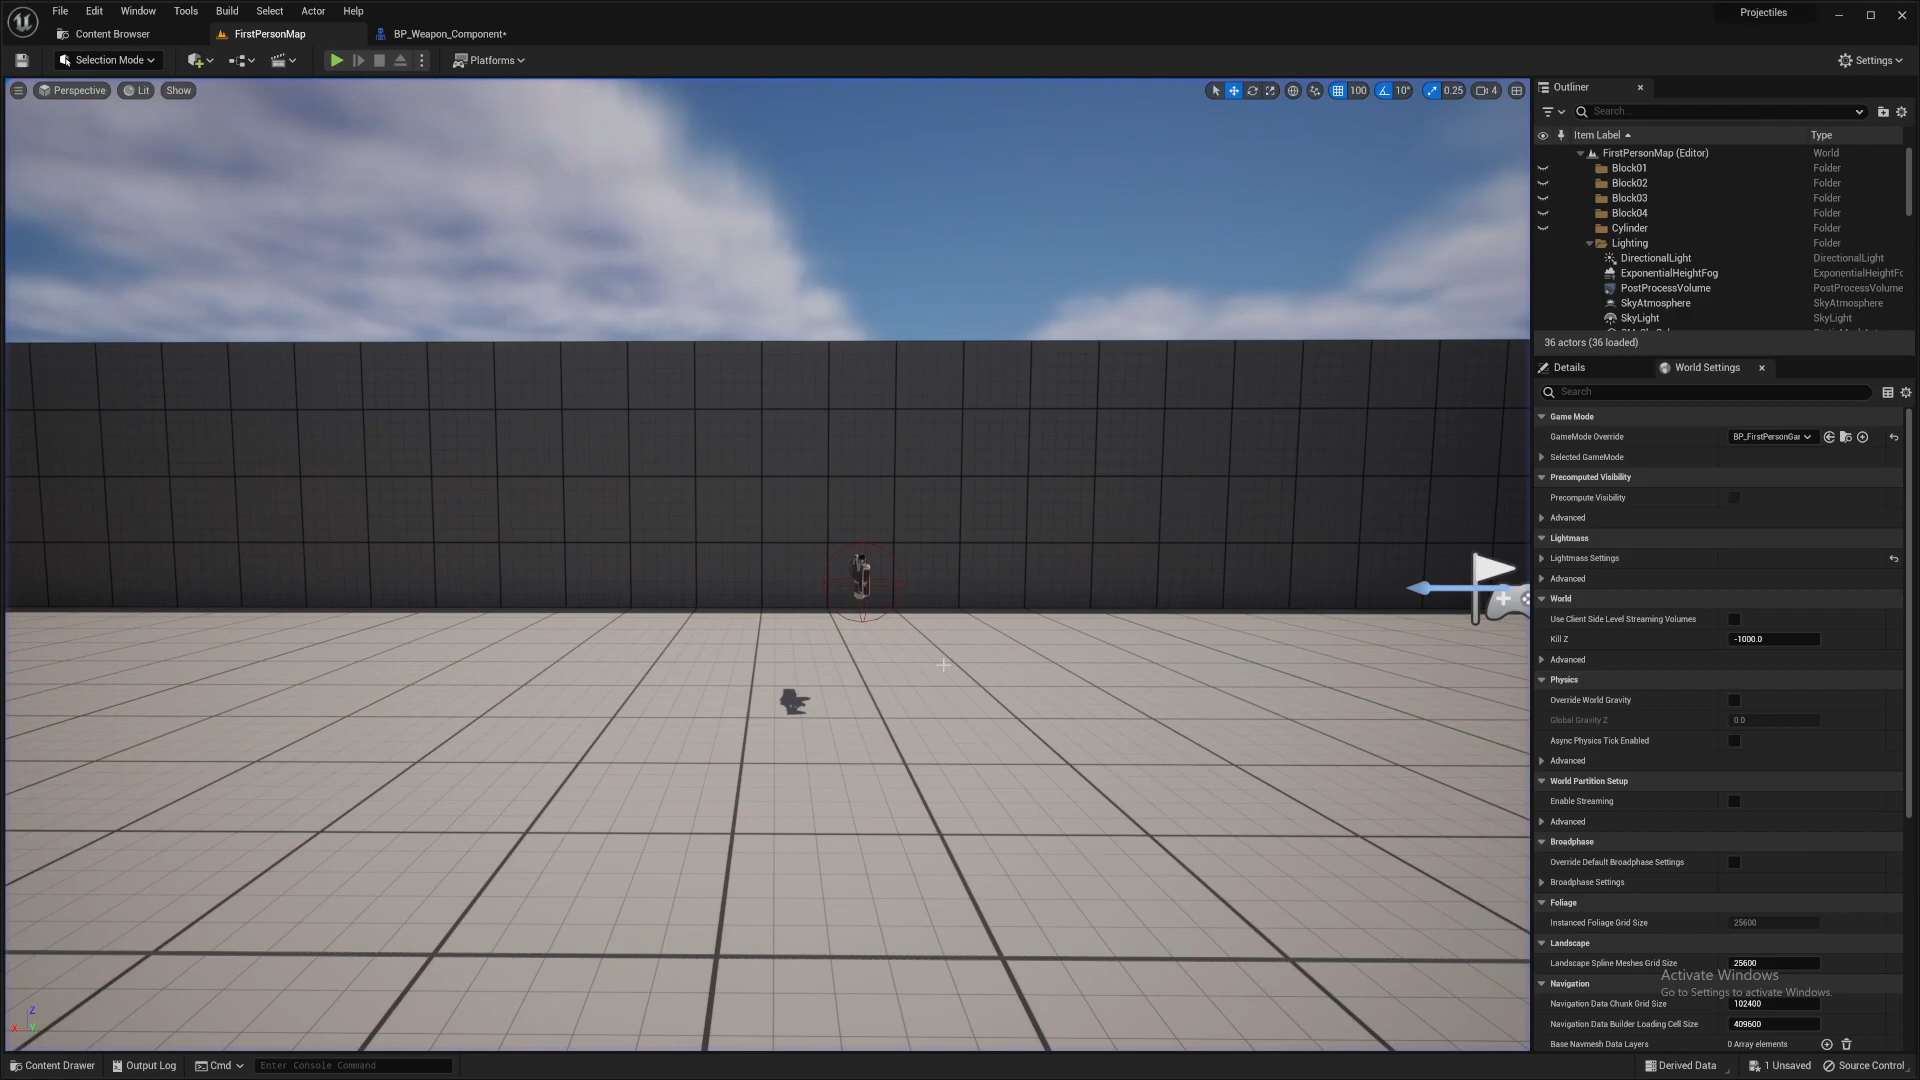 File Edit Window Tools Build Select Actor Help
Projectiles
Content Browser FirstPersonMap BP_Weapon_Component*
Selection Mode Platforms Settings
Perspective Lit Show 100 10° 0.25 4
Outliner
Search...
Item Label Type
FirstPersonMap (Editor) World
Block01 Folder
Block02 Folder
Block03 Folder
Block04 Folder
Cylinder Folder
Lighting Folder
DirectionalLight DirectionalLight
ExponentialHeightFog ExponentialHeightFo
PostProcessVolume PostProcessVolume
SkyAtmosphere SkyAtmosphere
SkyLight SkyLight
36 actors (36 loaded)
Details World Settings
Search
Game Mode
GameMode Override BP_FirstPersonGa
Selected GameMode
Precomputed Visibility
Precompute Visibility
Advanced
Lightmass
Lightmass Settings
Advanced
World
Use Client Side Level Streaming Volumes
Kill Z -1000.0
Advanced
Physics
Override World Gravity
Global Gravity Z 0.0
Async Physics Tick Enabled
Advanced
World Partition Setup
Enable Streaming
Advanced
Broadphase
Override Default Broadphase Settings
Broadphase Settings
Foliage
Instanced Foliage Grid Size 25600
Landscape
Landscape Spline Meshes Grid Size 25600
Activate Windows
Navigation
Go to Settings to activate Windows.
Navigation Data Chunk Grid Size 102400
Navigation Data Builder Loading Cell Size 409600
Base Navmesh Data Layers 0 Array elements
Z
X Y
Content Drawer Output Log Cmd Enter Console Command Derived Data 1 Unsaved Source Control